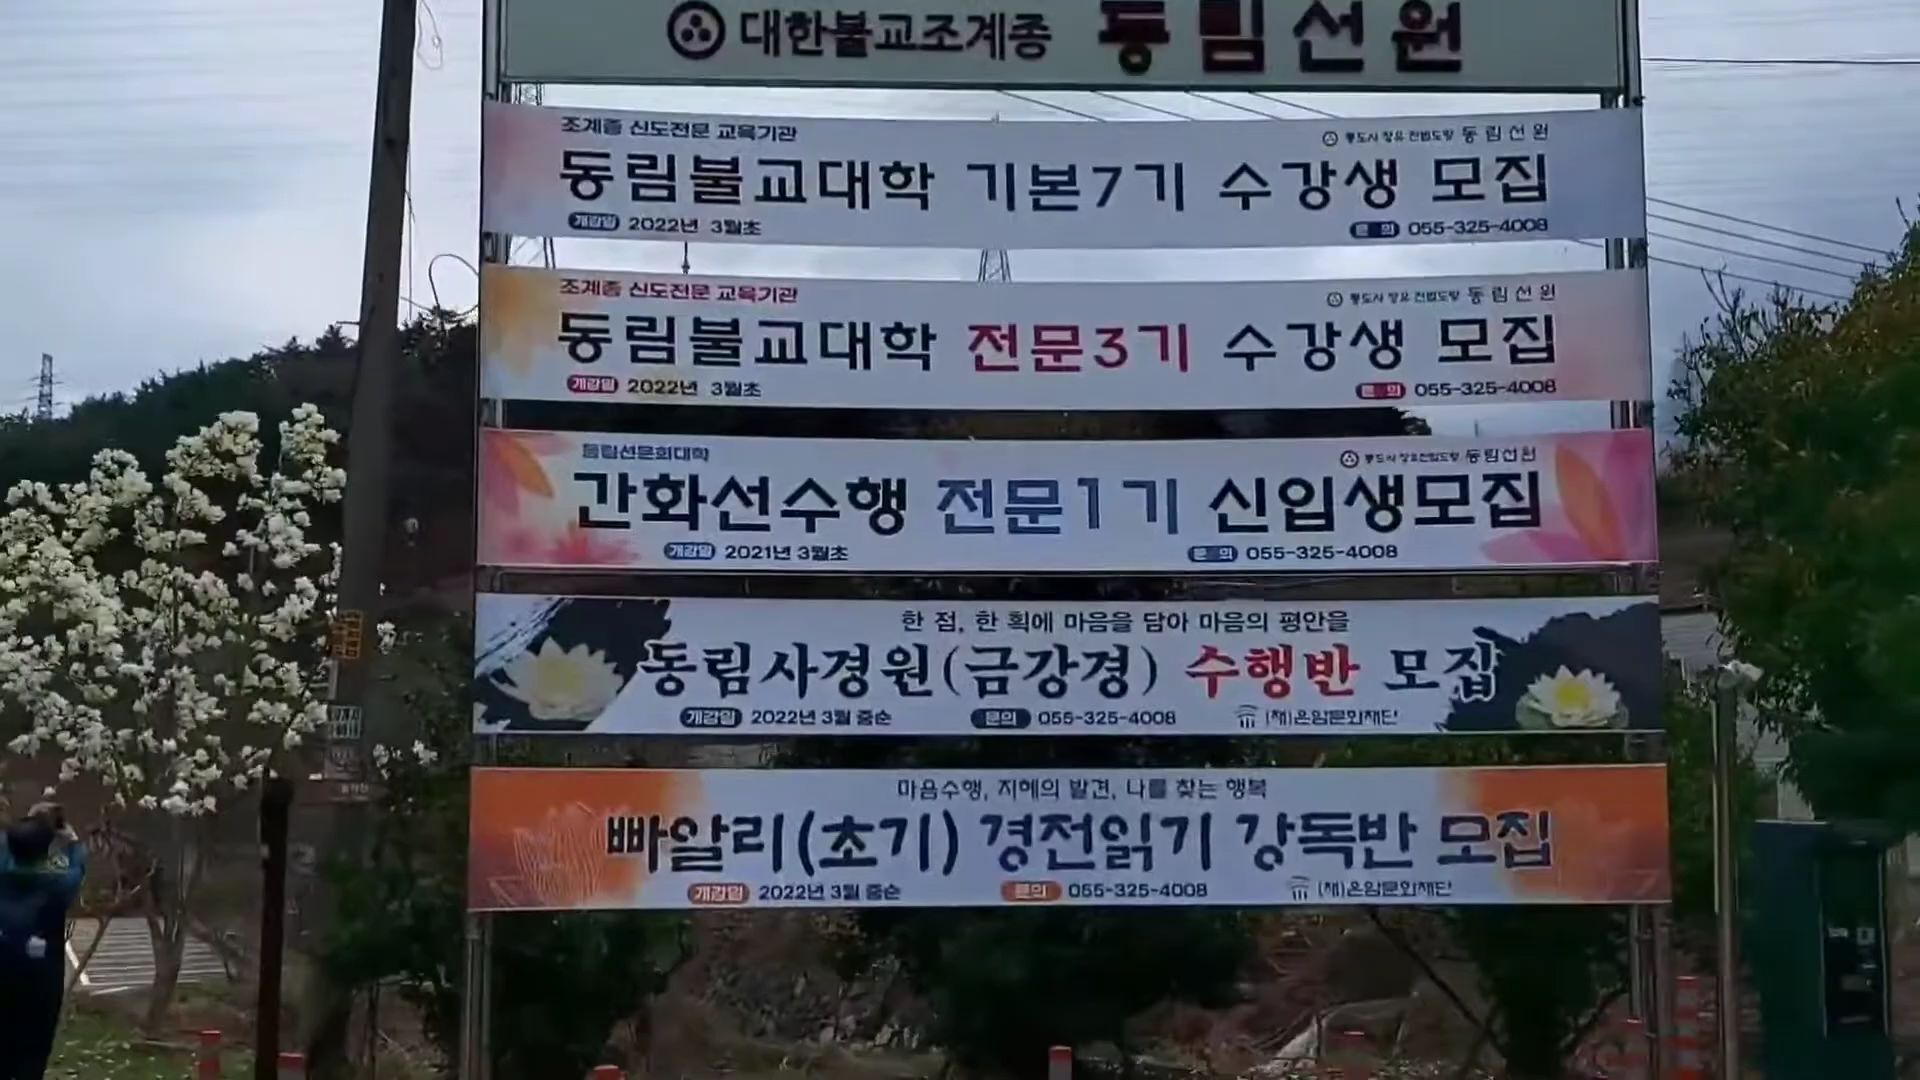 대한불교조계종 동림선원
조계종 신도전문 교육기관
통도사 장유 전법도량 동림선원
동림불교대학 기본7기 수강생 모집
개강일 2022년 3월초
문의 055-325-4008
조계종 신도전문 교육기관
통도사 장유 전법도량 동림선원
동림불교대학 전문3기 수강생 모집
개강일 2022년 3월초
문의 055-325-4008
동림선문화대학
통도사 장유전법도량 동림선원
간화선수행 전문1기 신입생모집
개강일 2021년 3월초
문의 055-325-4008
한 점, 한 획에 마음을 담아 마음의 평안을
동림사경원(금강경) 수행반 모집
개강일 2022년 3월 중순
문의 055-325-4008
(재)은암문화재단
마음수행, 지혜의 발견, 나를 찾는 행복
빠알리(초기) 경전읽기 강독반 모집
개강일 2022년 3월 중순
문의 055-325-4008
(재)은암문화재단